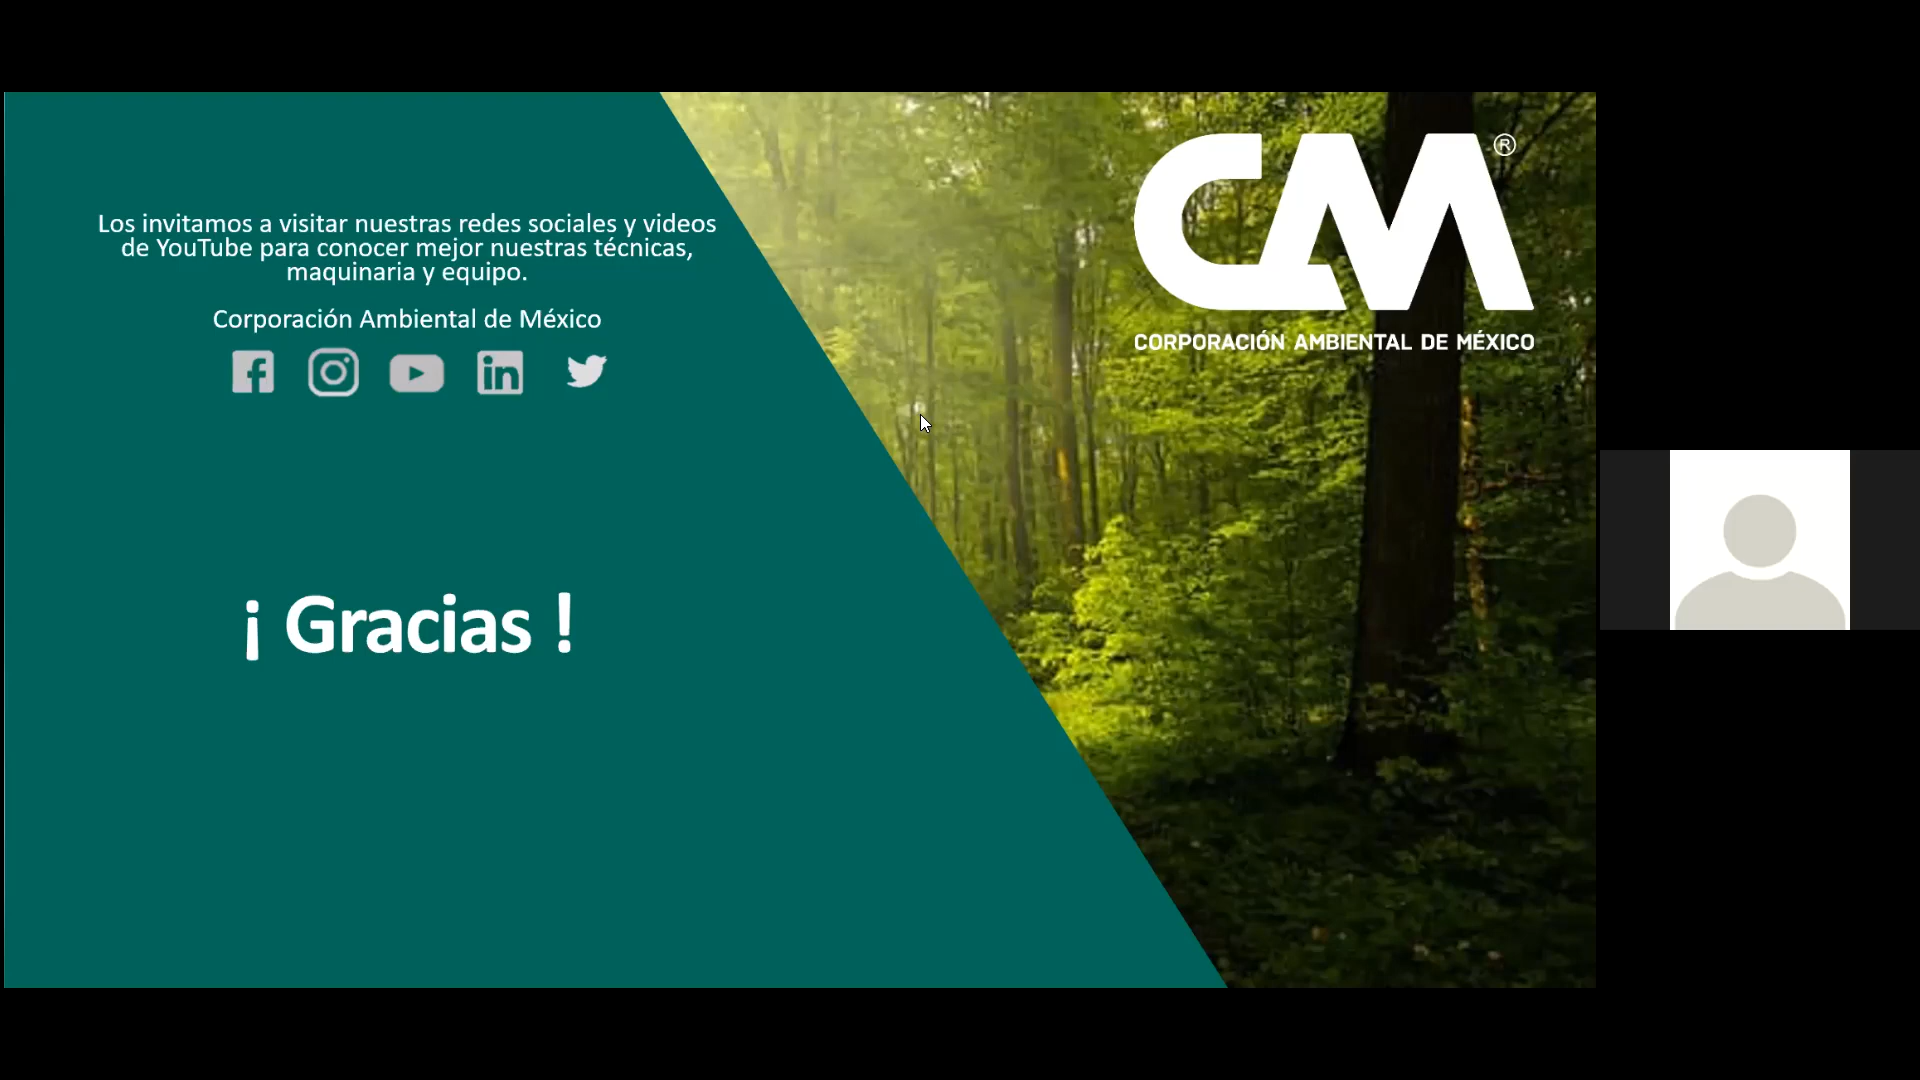 Los invitamos a visitar nuestras redes sociales y videos
de YouTube para conocer mejor nuestras técnicas,
maquinaria y equipo.
Corporación Ambiental de México
¡ Gracias !
CAM®
CORPORACIÓN AMBIENTAL DE MÉXICO